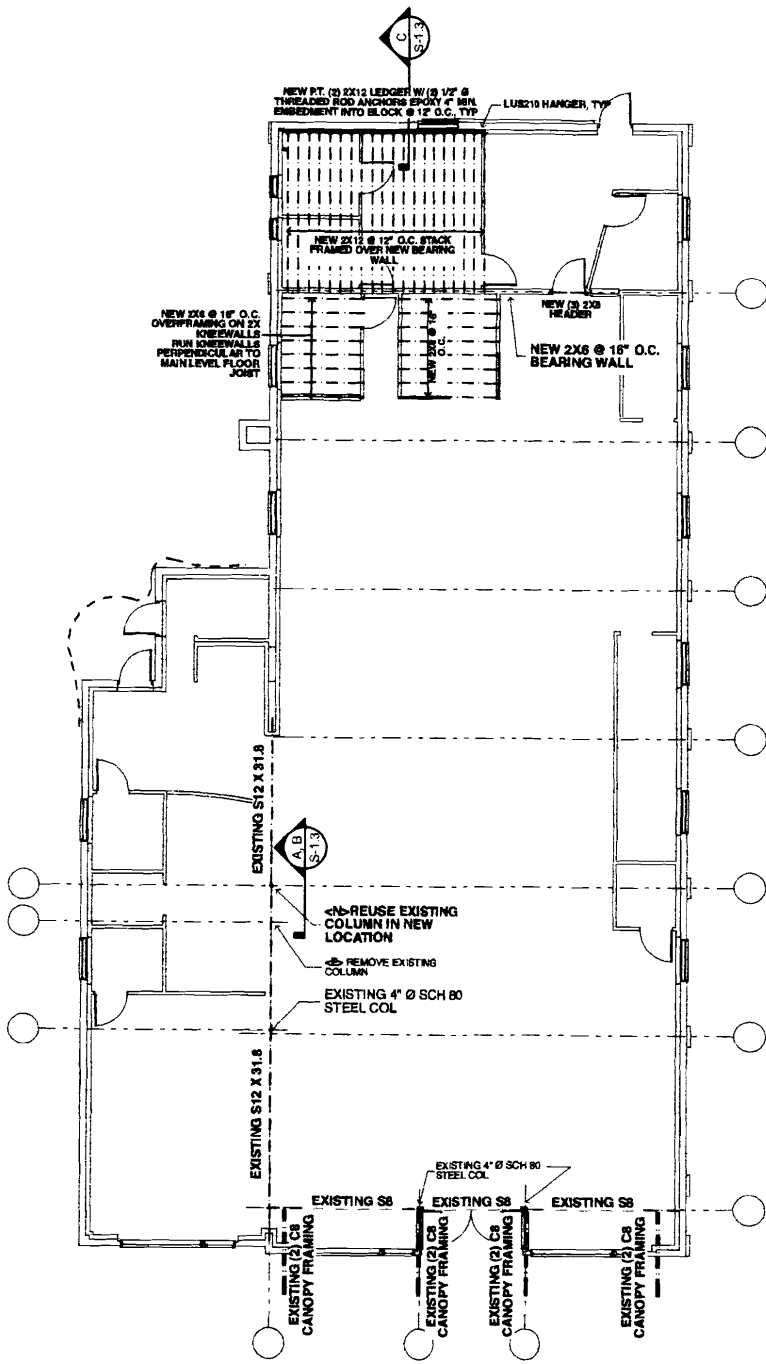 C
S-1.3
NEW P.T. (2) 2X12 LEDGER W/ (2) 1/2" Ø
THREADED ROD ANCHORS EPOXY 4" MIN.
EMBEDMENT INTO BLOCK @ 12" O.C., TYP
LUS210 HANGER, TYP
NEW 2X12 @ 12" O.C. STACK
FRAMED OVER NEW BEARING
WALL
NEW 2X6 @ 16" O.C.
OVERFRAMING ON 2X
KNEEWALLS
RUN KNEEWALLS
PERPENDICULAR TO
MAIN LEVEL FLOOR
JOIST
NEW 2X6 @ 16"
O.C.
NEW (3) 2X8
HEADER
NEW 2X6 @ 16" O.C.
BEARING WALL
EXISTING S12 X 31.8
A, B
S-1.3
<N> REUSE EXISTING
COLUMN IN NEW
LOCATION
<E> REMOVE EXISTING
COLUMN
EXISTING 4" Ø SCH 80
STEEL COL
EXISTING S12 X 31.8
EXISTING 4" Ø SCH 80
STEEL COL
EXISTING S8
EXISTING S8
EXISTING S8
EXISTING (2) C8
CANOPY FRAMING
EXISTING (2) C8
CANOPY FRAMING
EXISTING (2) C8
CANOPY FRAMING
EXISTING (2) C8
CANOPY FRAMING